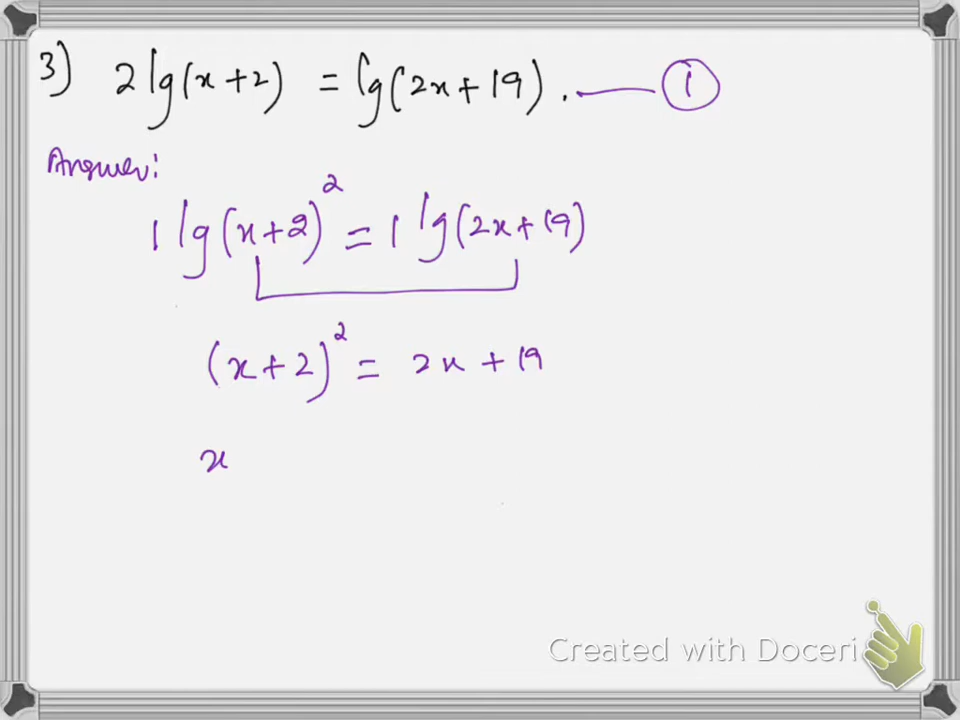 3) 2 lg(x+2) = lg(2x+19). —— ①
Answer:
1 lg(x+2)² = 1 lg(2x+19)
(x+2)² = 2x+19
x
Created with Doceri